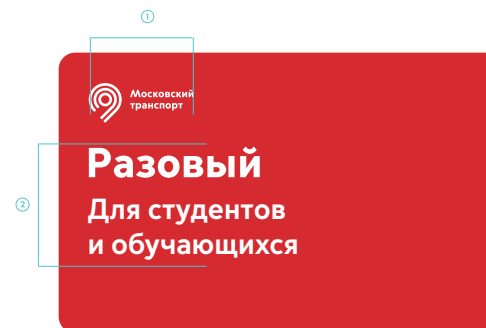 1
Московский
транспорт
2
Разовый
Для студентов
и обучающихся